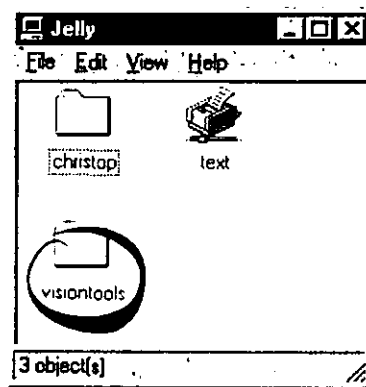 Jelly
File Edit View Help
christop text
visiontools
3 object(s)